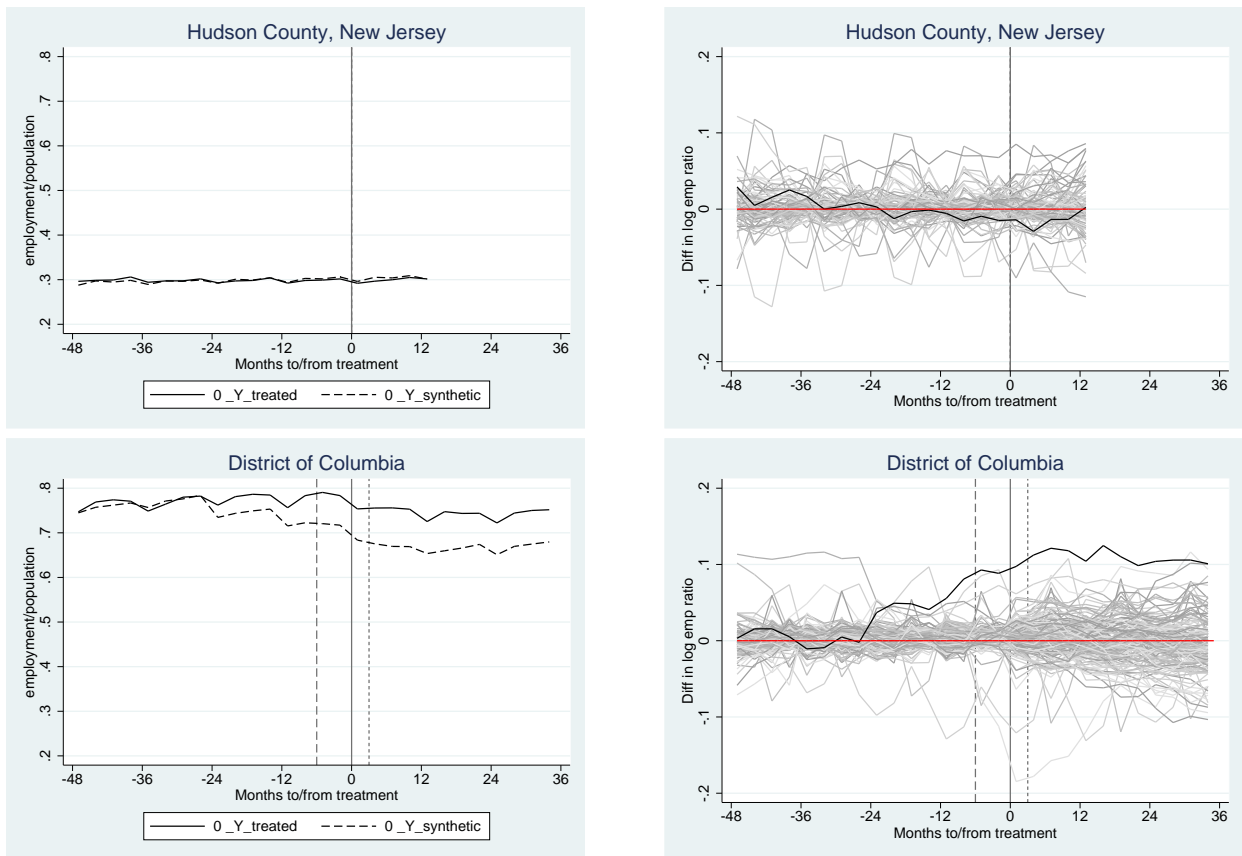 Hudson County, New Jersey
employment/population
.8
.7
.6
.5
.4
.3
.2
-48 -36 -24 -12 0 12 24 36
Months to/from treatment
0 _Y_treated 0 _Y_synthetic
Hudson County, New Jersey
Diff in log emp ratio
.2
.1
0
-.1
-.2
-48 -36 -24 -12 0 12 24 36
Months to/from treatment
District of Columbia
employment/population
.8
.7
.6
.5
.4
.3
.2
-48 -36 -24 -12 0 12 24 36
Months to/from treatment
0 _Y_treated 0 _Y_synthetic
District of Columbia
Diff in log emp ratio
.2
.1
0
-.1
-.2
-48 -36 -24 -12 0 12 24 36
Months to/from treatment